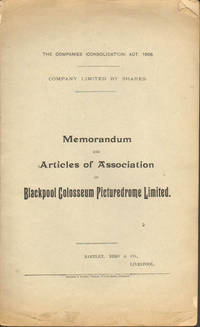 THE COMPANIES (CONSOLIDATION) ACT, 1908.
COMPANY LIMITED BY SHARES.
Memorandum
AND
Articles of Association
OF
Blackpool Colosseum Picturedrome Limited.
BARTLEY, BIRD & CO.,
LIVERPOOL.